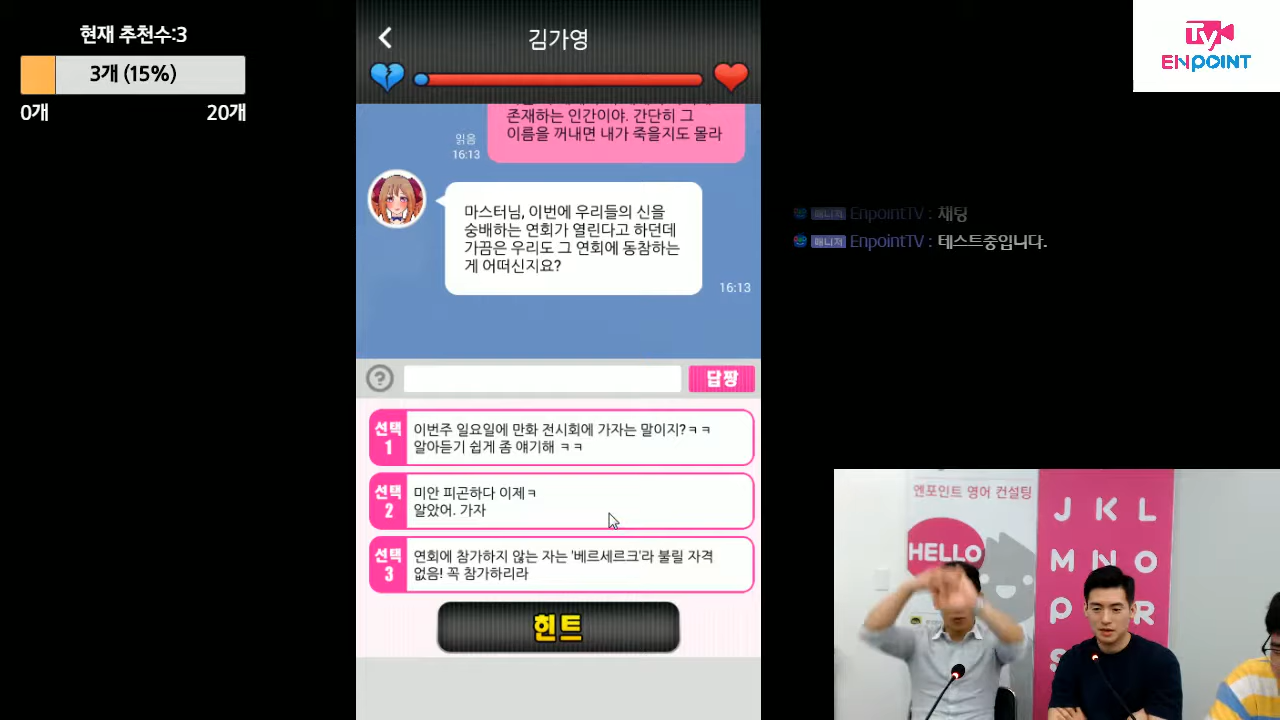 현재 추천수:3
3개 (15%)
0개
20개
김가영
존재하는 인간이야. 간단히 그
이름을 꺼내면 내가 죽을지도 몰라
읽음
16:13
마스터님, 이번에 우리들의 신을
숭배하는 연회가 열린다고 하던데
가끔은 우리도 그 연회에 동참하는
게 어떠신지요?
16:13
?
답짱
선택
1
이번주 일요일에 만화 전시회에 가자는 말이지?ㅋㅋ
알아듣기 쉽게 좀 얘기해 ㅋㅋ
선택
2
미안 피곤하다 이제ㅋ
알았어. 가자
선택
3
연회에 참가하지 않는 자는 '베르세르크'라 불릴 자격
없음! 꼭 참가하리라
힌트
TV
ENPOINT
매니저 EnpointTV : 채팅
매니저 EnpointTV : 테스트중입니다.
엔포인트 영어 컨설팅
HELLO
J K L
M N O
P R
S